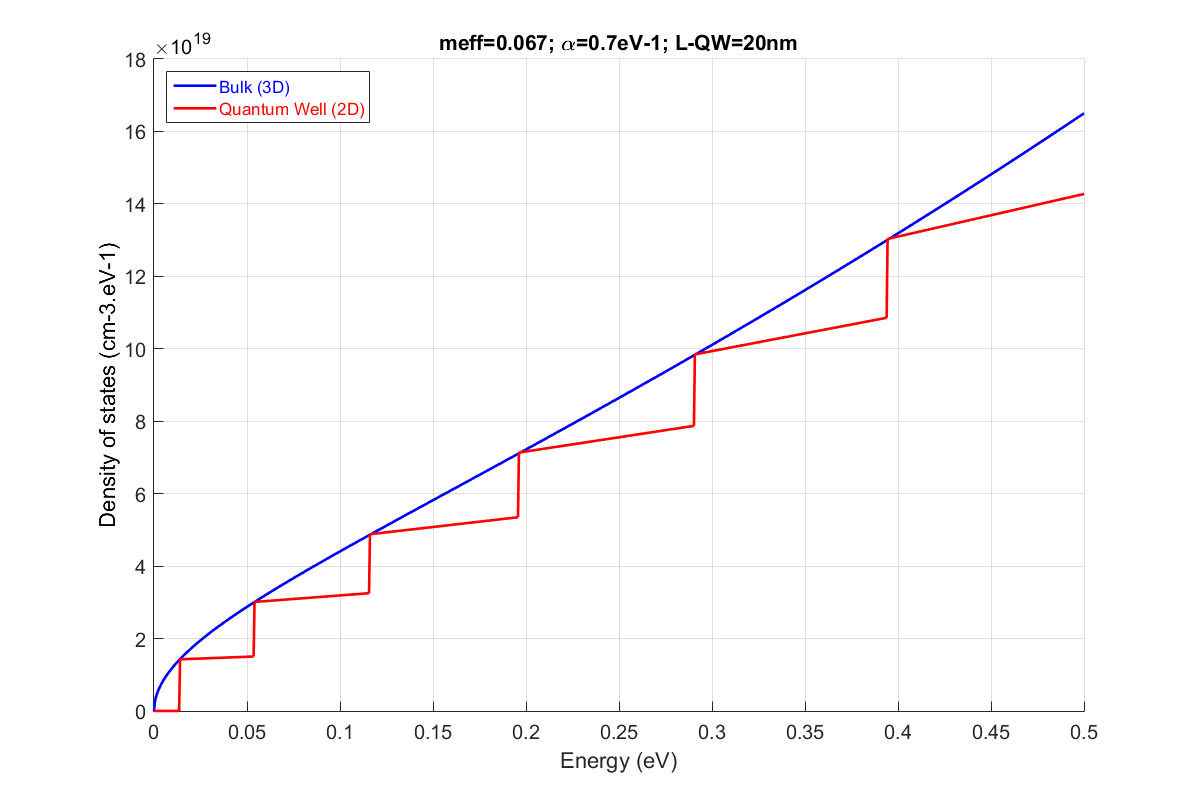 meff=0.067; α=0.7eV-1; L-QW=20nm
×10^19
Bulk (3D)
Quantum Well (2D)
Density of states (cm-3.eV-1)
18
16
14
12
10
8
6
4
2
0
0 0.05 0.1 0.15 0.2 0.25 0.3 0.35 0.4 0.45 0.5
Energy (eV)